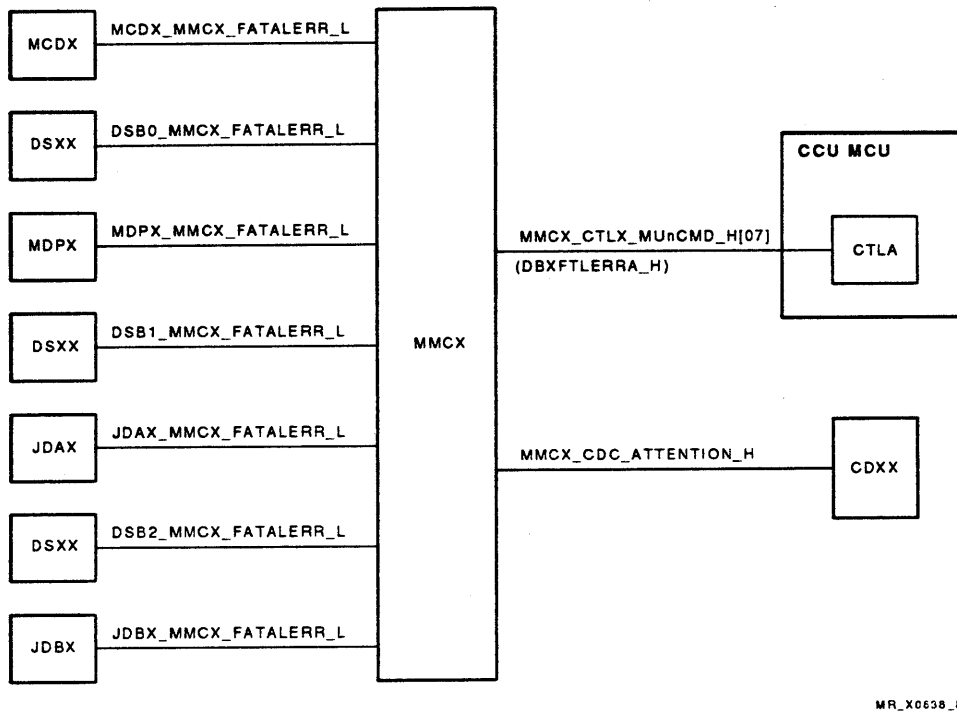 MCDX
MCDX_MMCX_FATALERR_L
DSXX
DSB0_MMCX_FATALERR_L
MDPX
MDPX_MMCX_FATALERR_L
DSXX
DSB1_MMCX_FATALERR_L
JDAX
JDAX_MMCX_FATALERR_L
DSXX
DSB2_MMCX_FATALERR_L
JDBX
JDBX_MMCX_FATALERR_L
MMCX
MMCX_CTLX_MUnCMD_H[07]
(DBXFTLERRA_H)
CCU MCU
CTLA
MMCX_CDC_ATTENTION_H
CDXX